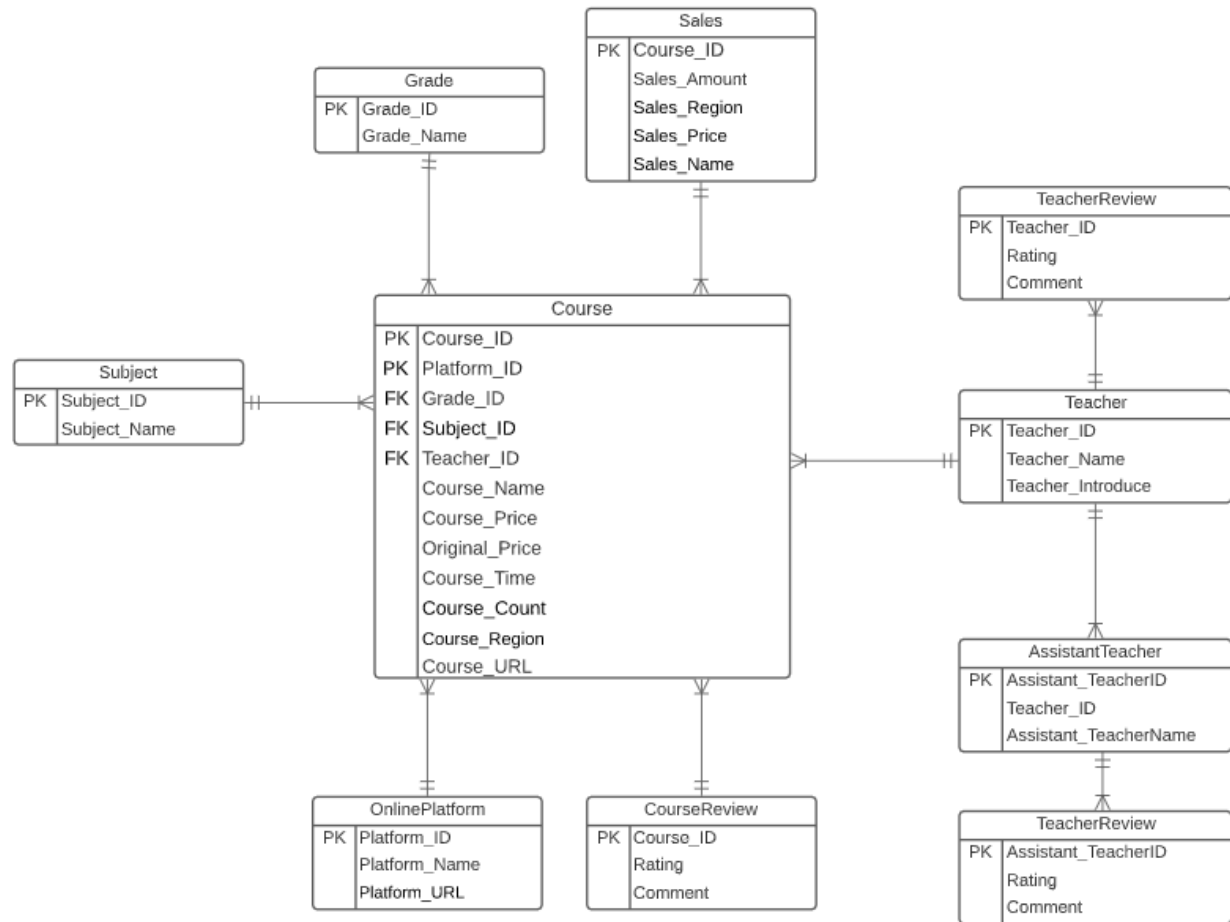 Sales
PK Course_ID
Sales_Amount
Sales_Region
Sales_Price
Sales_Name
Grade
PK Grade_ID
Grade_Name
TeacherReview
PK Teacher_ID
Rating
Comment
Course
PK Course_ID
PK Platform_ID
FK Grade_ID
FK Subject_ID
FK Teacher_ID
Course_Name
Course_Price
Original_Price
Course_Time
Course_Count
Course_Region
Course_URL
Subject
PK Subject_ID
Subject_Name
Teacher
PK Teacher_ID
Teacher_Name
Teacher_Introduce
AssistantTeacher
PK Assistant_TeacherID
Teacher_ID
Assistant_TeacherName
OnlinePlatform
PK Platform_ID
Platform_Name
Platform_URL
CourseReview
PK Course_ID
Rating
Comment
TeacherReview
PK Assistant_TeacherID
Rating
Comment